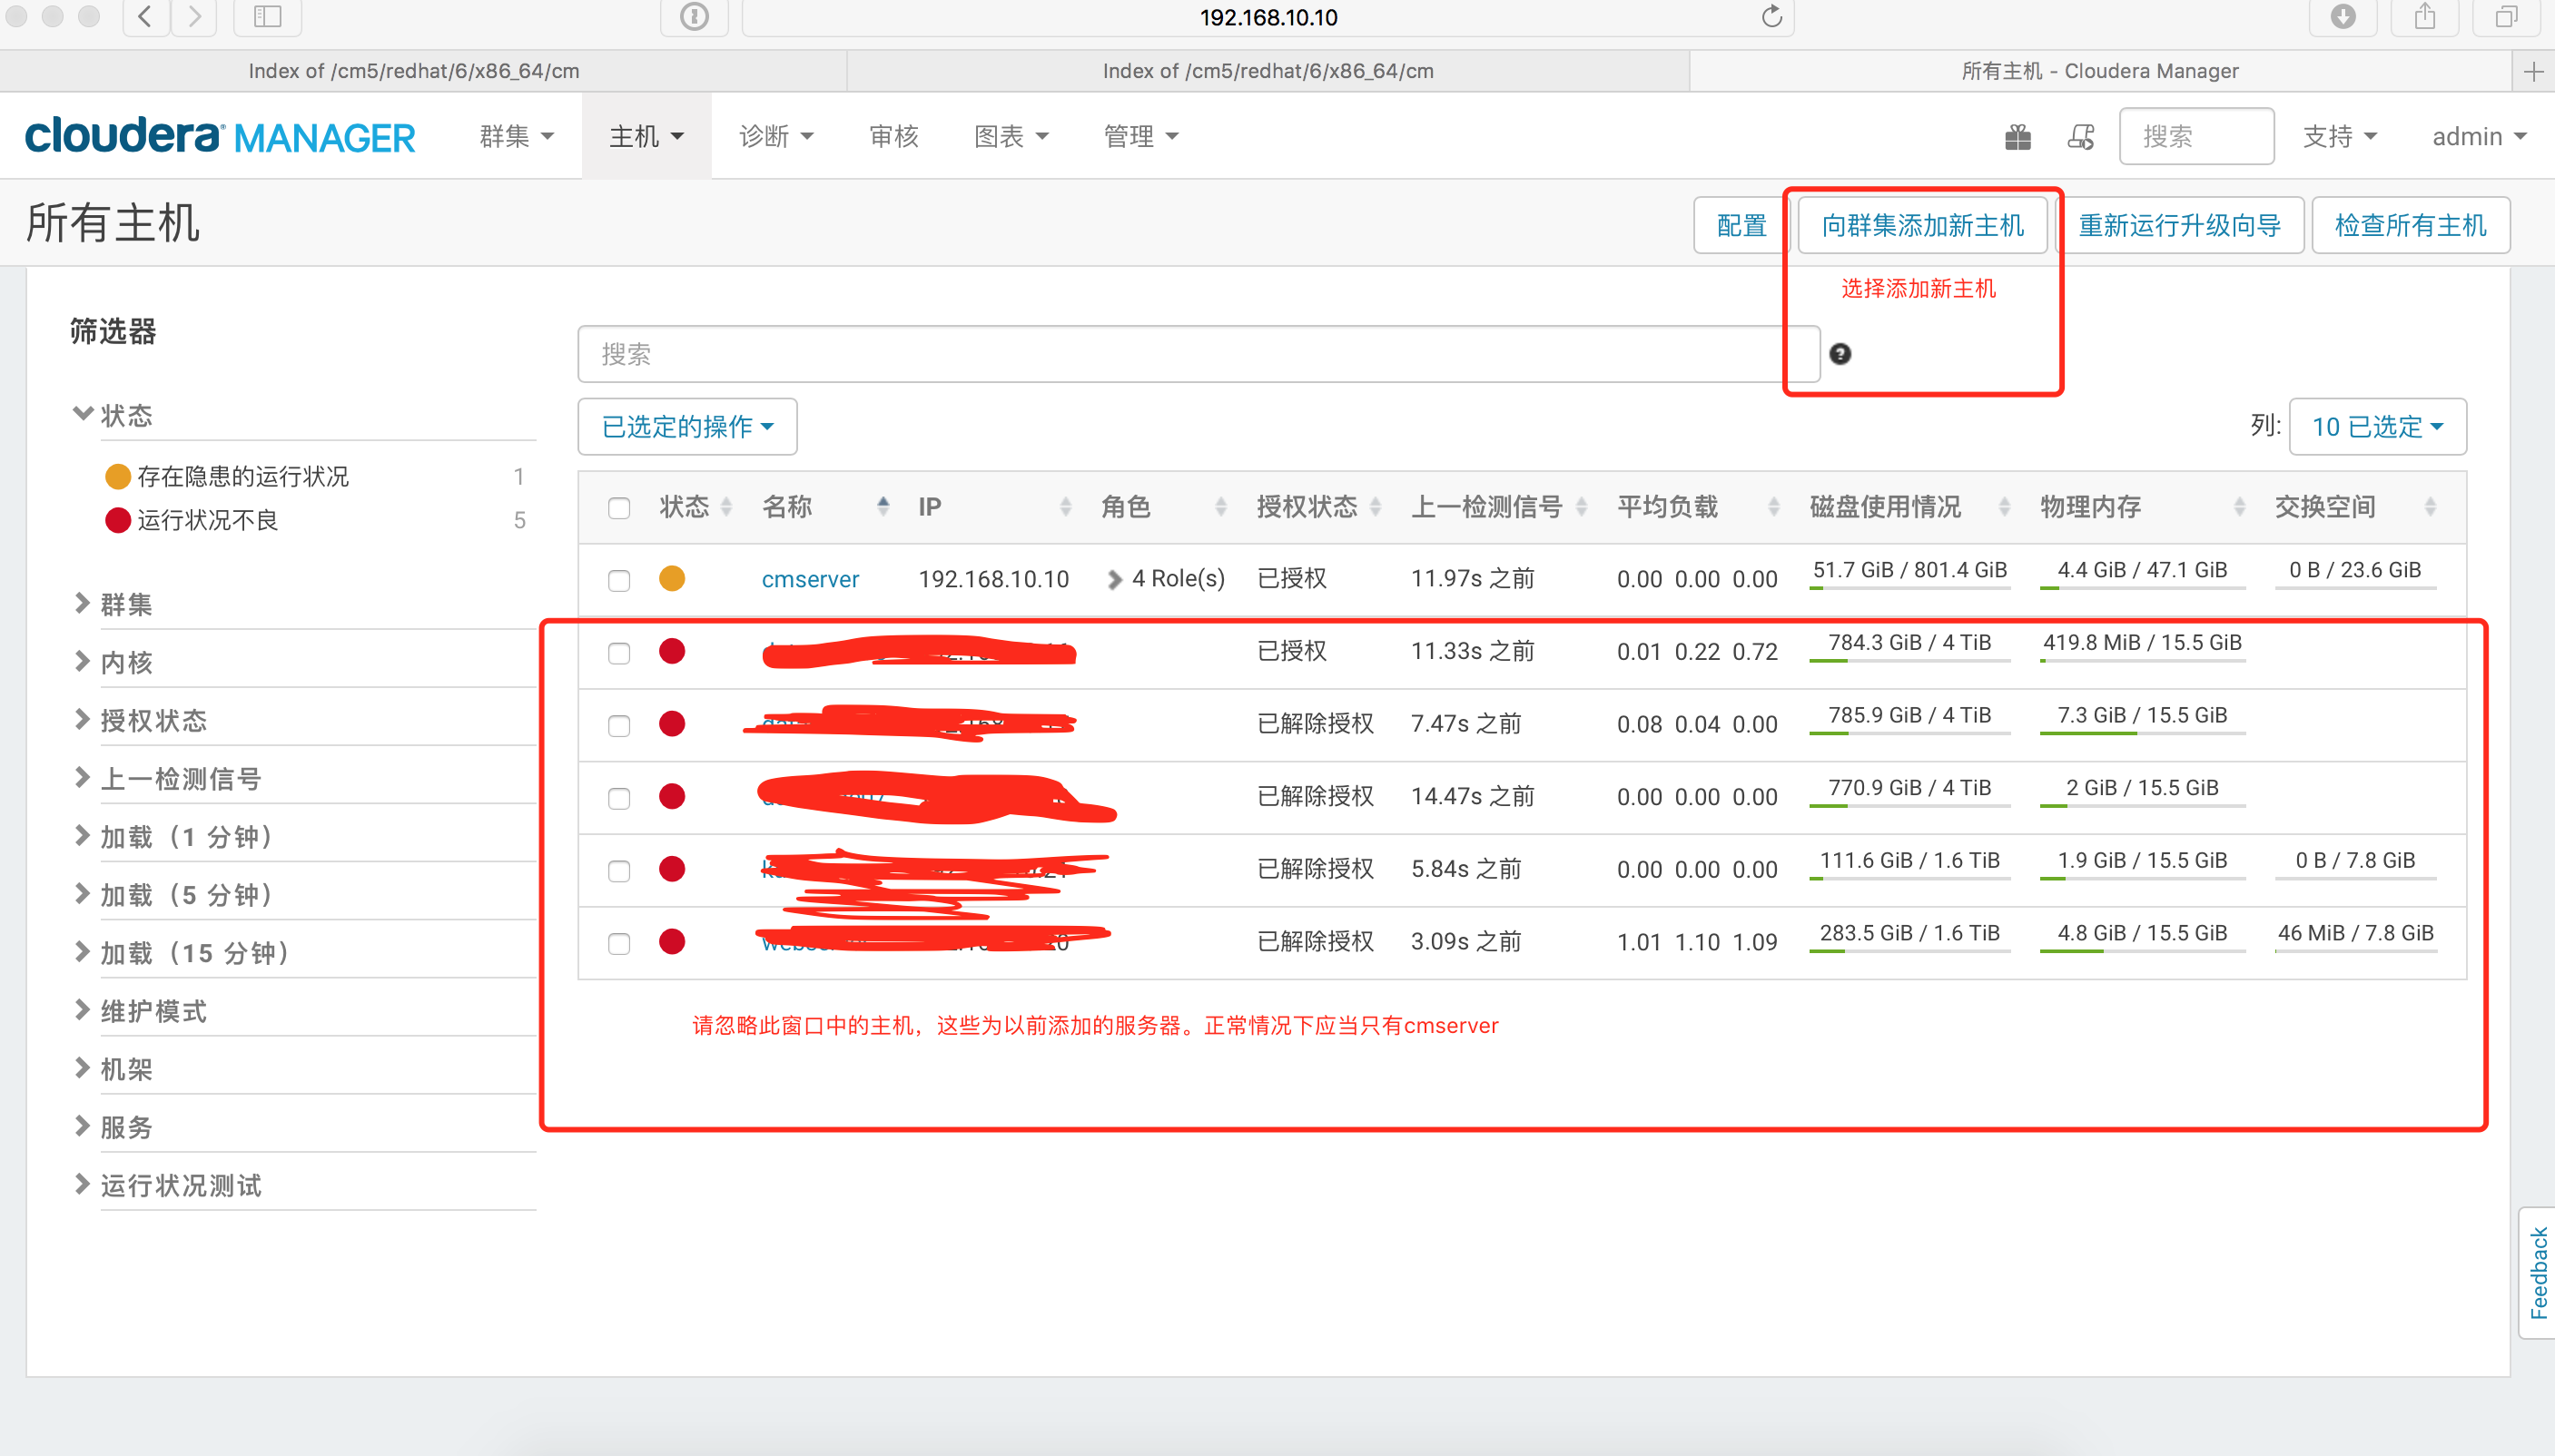 192.168.10.10
Index of /cm5/redhat/6/x86_64/cm
Index of /cm5/redhat/6/x86_64/cm
所有主机 - Cloudera Manager
cloudera MANAGER
群集
主机
诊断
审核
图表
管理
搜索
支持
admin
所有主机
配置
向群集添加新主机
重新运行升级向导
检查所有主机
选择添加新主机
筛选器
搜索
状态
已选定的操作
列: 10 已选定
存在隐患的运行状况 1
运行状况不良 5
群集
内核
授权状态
上一检测信号
加载（1 分钟）
加载（5 分钟）
加载（15 分钟）
维护模式
机架
服务
运行状况测试
状态 名称 IP 角色 授权状态 上一检测信号 平均负载 磁盘使用情况 物理内存 交换空间
cmserver 192.168.10.10 4 Role(s) 已授权 11.97s 之前 0.00 0.00 0.00 51.7 GiB / 801.4 GiB 4.4 GiB / 47.1 GiB 0 B / 23.6 GiB
已授权 11.33s 之前 0.01 0.22 0.72 784.3 GiB / 4 TiB 419.8 MiB / 15.5 GiB
已解除授权 7.47s 之前 0.08 0.04 0.00 785.9 GiB / 4 TiB 7.3 GiB / 15.5 GiB
已解除授权 14.47s 之前 0.00 0.00 0.00 770.9 GiB / 4 TiB 2 GiB / 15.5 GiB
已解除授权 5.84s 之前 0.00 0.00 0.00 111.6 GiB / 1.6 TiB 1.9 GiB / 15.5 GiB 0 B / 7.8 GiB
已解除授权 3.09s 之前 1.01 1.10 1.09 283.5 GiB / 1.6 TiB 4.8 GiB / 15.5 GiB 46 MiB / 7.8 GiB
请忽略此窗口中的主机，这些为以前添加的服务器。正常情况下应当只有cmserver
Feedback